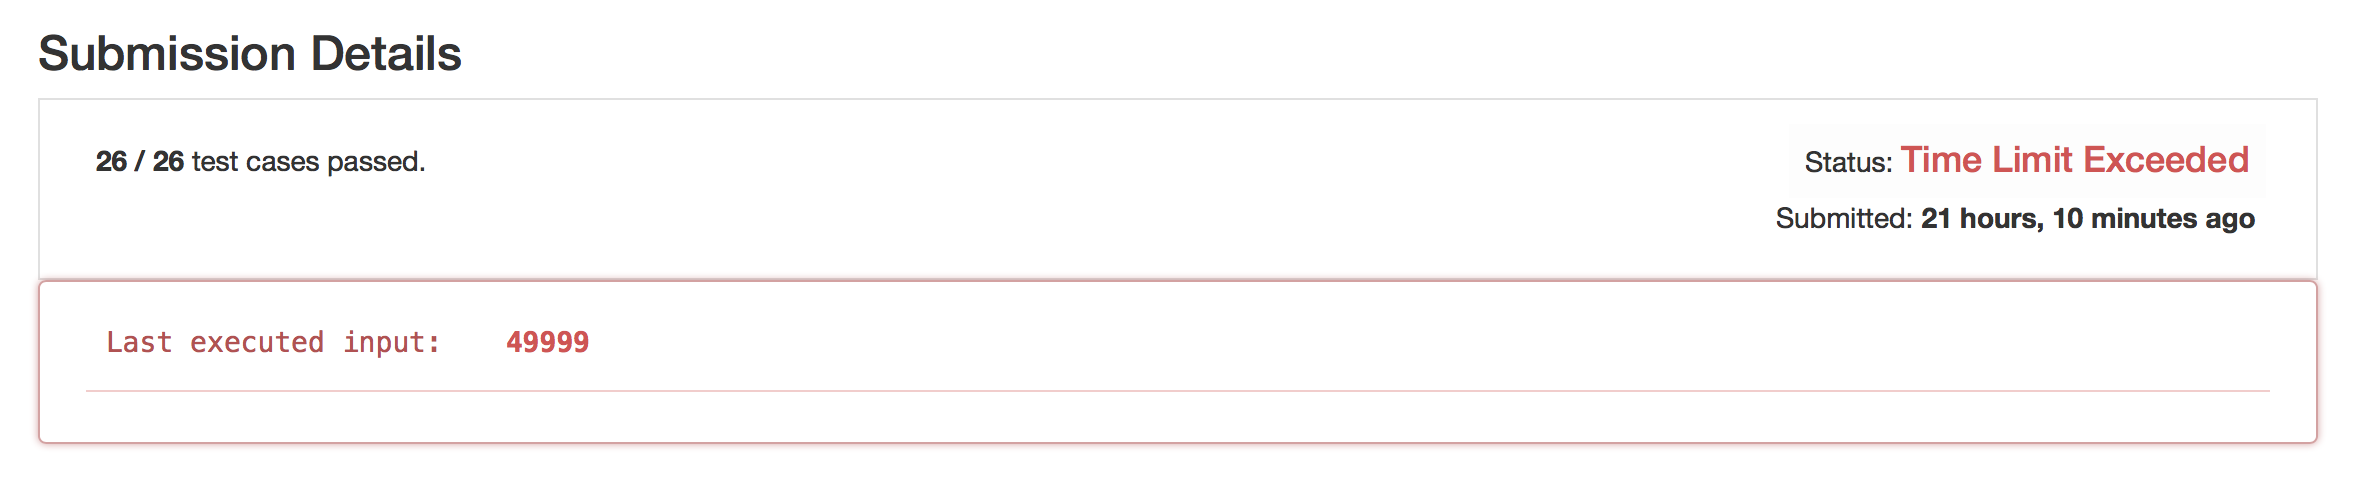 Submission Details
26 / 26 test cases passed.
Status: Time Limit Exceeded
Submitted: 21 hours, 10 minutes ago
Last executed input: 49999